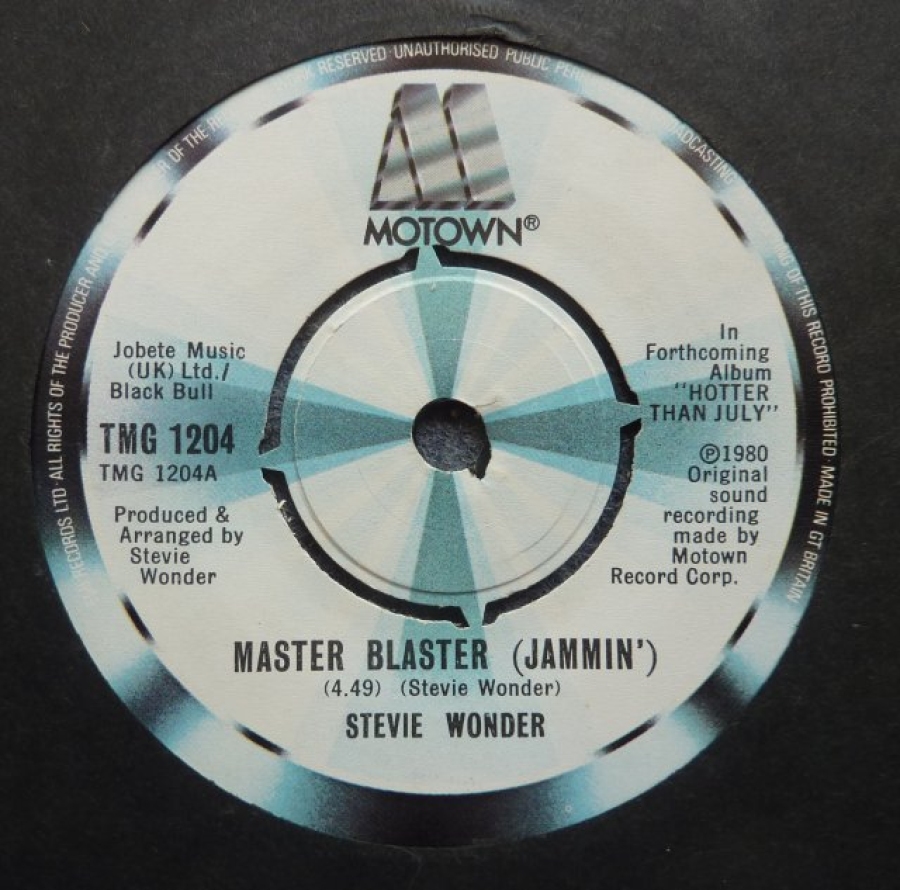 RECORDS LTD · ALL RIGHTS OF THE PRODUCER AND
OF THE
RESERVED · UNAUTHORISED PUBLIC
OF THIS RECORD PROHIBITED · MADE IN GT BRITAIN
MOTOWN®
Jobete Music
(UK) Ltd./
Black Bull
TMG 1204
TMG 1204A
Produced &
Arranged by
Stevie
Wonder
In
Forthcoming
Album
"HOTTER
THAN JULY"
℗1980
Original
sound
recording
made by
Motown
Record Corp.
MASTER BLASTER (JAMMIN')
(4.49) (Stevie Wonder)
STEVIE WONDER